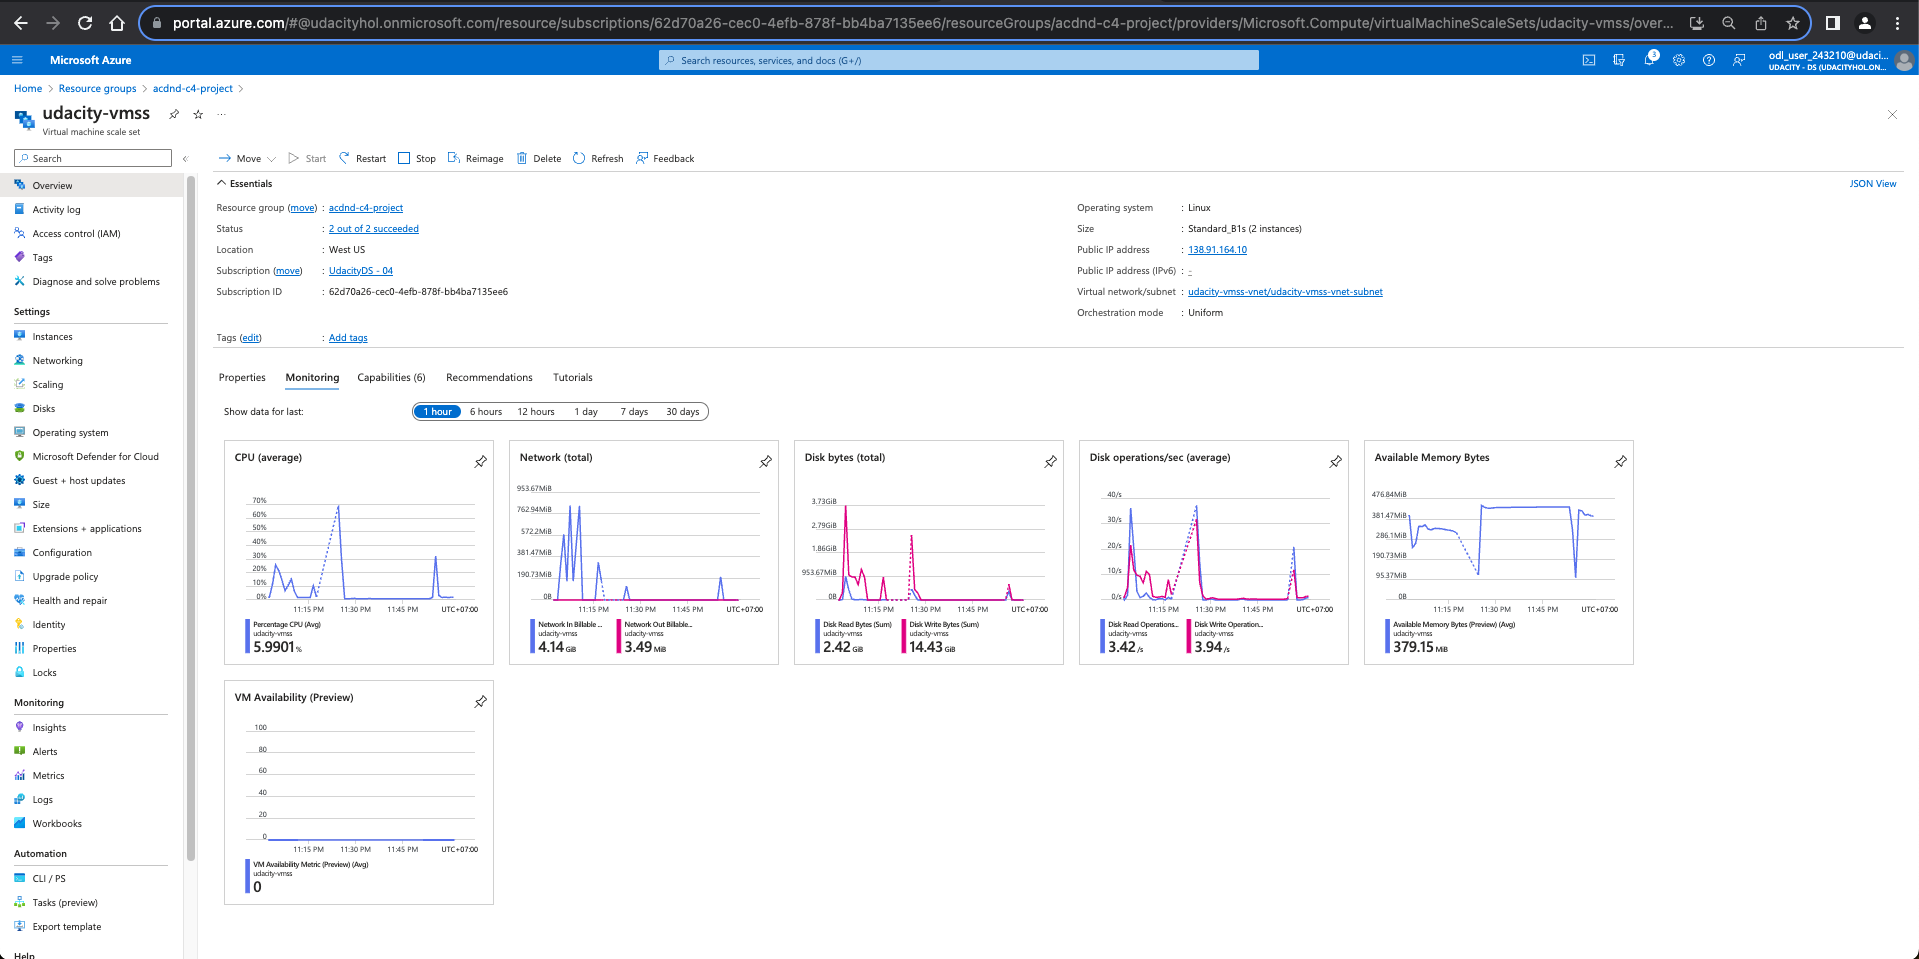 portal.azure.com/#@udacityhol.onmicrosoft.com/resource/subscriptions/62d70a26-cec0-4efb-878f-bb4ba7135ee6/resourceGroups/acdnd-c4-project/providers/Microsoft.Compute/virtualMachineScaleSets/udacity-vmss/over...
Microsoft Azure
Search resources, services, and docs (G+/)
3
odl_user_243210@udaci...
UDACITY - DS (UDACITYHOL.ON...
Home > Resource groups > acdnd-c4-project >
udacity-vmss
...
Virtual machine scale set
Search
«
Move
Start
Restart
Stop
Reimage
Delete
Refresh
Feedback
Overview
Activity log
Access control (IAM)
Tags
Diagnose and solve problems
Settings
Instances
Networking
Scaling
Disks
Operating system
Microsoft Defender for Cloud
Guest + host updates
Size
Extensions + applications
Configuration
Upgrade policy
Health and repair
Identity
Properties
Locks
Monitoring
Insights
Alerts
Metrics
Logs
Workbooks
Automation
CLI / PS
Tasks (preview)
Export template
Help
Essentials
JSON View
Resource group (move) : acdnd-c4-project
Status : 2 out of 2 succeeded
Location : West US
Subscription (move) : UdacityDS - 04
Subscription ID : 62d70a26-cec0-4efb-878f-bb4ba7135ee6
Tags (edit) : Add tags
Operating system : Linux
Size : Standard_B1s (2 instances)
Public IP address : 138.91.164.10
Public IP address (IPv6) : -
Virtual network/subnet : udacity-vmss-vnet/udacity-vmss-vnet-subnet
Orchestration mode : Uniform
Properties
Monitoring
Capabilities (6)
Recommendations
Tutorials
Show data for last:
1 hour
6 hours
12 hours
1 day
7 days
30 days
CPU (average)
70%
60%
50%
40%
30%
20%
10%
0%
11:15 PM 11:30 PM 11:45 PM UTC+07:00
Percentage CPU (Avg)
udacity-vmss
5.9901 %
Network (total)
953.67MiB
762.94MiB
572.2MiB
381.47MiB
190.73MiB
0B
11:15 PM 11:30 PM 11:45 PM UTC+07:00
Network In Billable ...
udacity-vmss
4.14 GiB
Network Out Billable...
udacity-vmss
3.49 MiB
Disk bytes (total)
3.73GiB
2.79GiB
1.86GiB
953.67MiB
0B
11:15 PM 11:30 PM 11:45 PM UTC+07:00
Disk Read Bytes (Sum)
udacity-vmss
2.42 GiB
Disk Write Bytes (Sum)
udacity-vmss
14.43 GiB
Disk operations/sec (average)
40/s
30/s
20/s
10/s
0/s
11:15 PM 11:30 PM 11:45 PM UTC+07:00
Disk Read Operations...
udacity-vmss
3.42 /s
Disk Write Operation...
udacity-vmss
3.94 /s
Available Memory Bytes
476.84MiB
381.47MiB
286.1MiB
190.73MiB
95.37MiB
0B
11:15 PM 11:30 PM 11:45 PM UTC+07:00
Available Memory Bytes (Preview) (Avg)
udacity-vmss
379.15 MiB
VM Availability (Preview)
100
80
60
40
20
0
11:15 PM 11:30 PM 11:45 PM UTC+07:00
VM Availability Metric (Preview) (Avg)
udacity-vmss
0